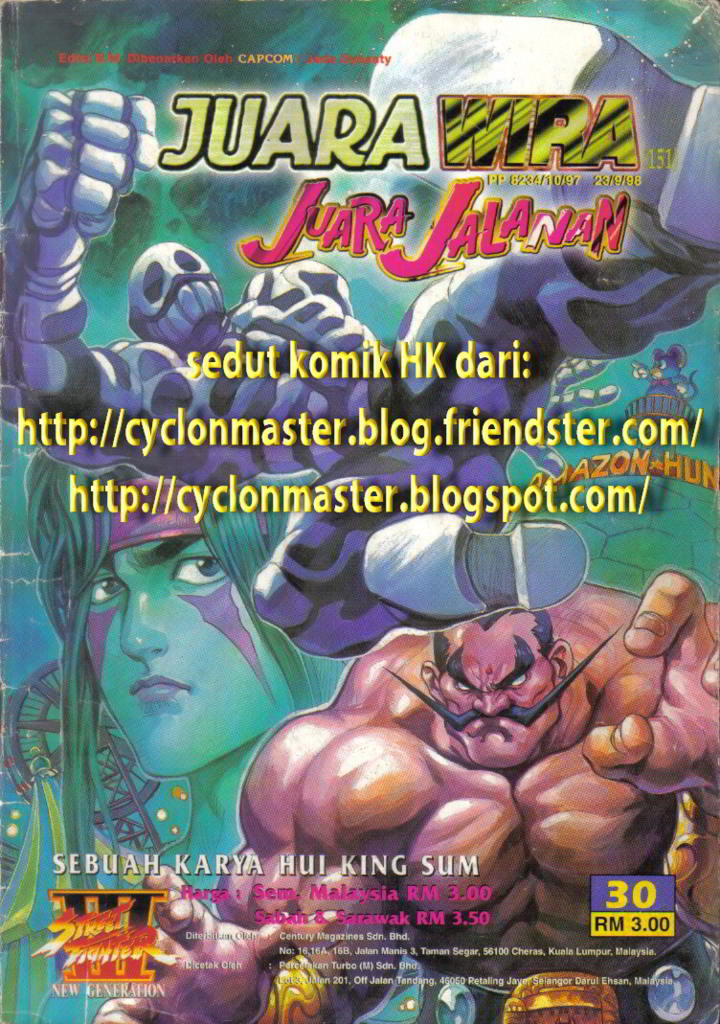 Edisi B.M. Dibenarkan Oleh CAPCOM : Jade Dynasty
JUARA WIRA
151
PP 8234/10/97 23/9/98
JUARA JALANAN
sedut komik HK dari:
http://cyclonmaster.blog.friendster.com/
AMAZON★HUN
http://cyclonmaster.blogspot.com/
SEBUAH KARYA HUI KING SUM
Harga : Sem. Malaysia RM 3.00
Sabah & Sarawak RM 3.50
30
RM 3.00
STREET FIGHTER III
NEW GENERATION
Diterbitkan Oleh : Century Magazines Sdn. Bhd.
No: 16,16A, 16B, Jalan Manis 3, Taman Segar, 56100 Cheras, Kuala Lumpur, Malaysia.
Dicetak Oleh : Percetakan Turbo (M) Sdn. Bhd.
Lot 3, Jalan 201, Off Jalan Tandang, 46050 Petaling Jaya, Selangor Darul Ehsan, Malaysia